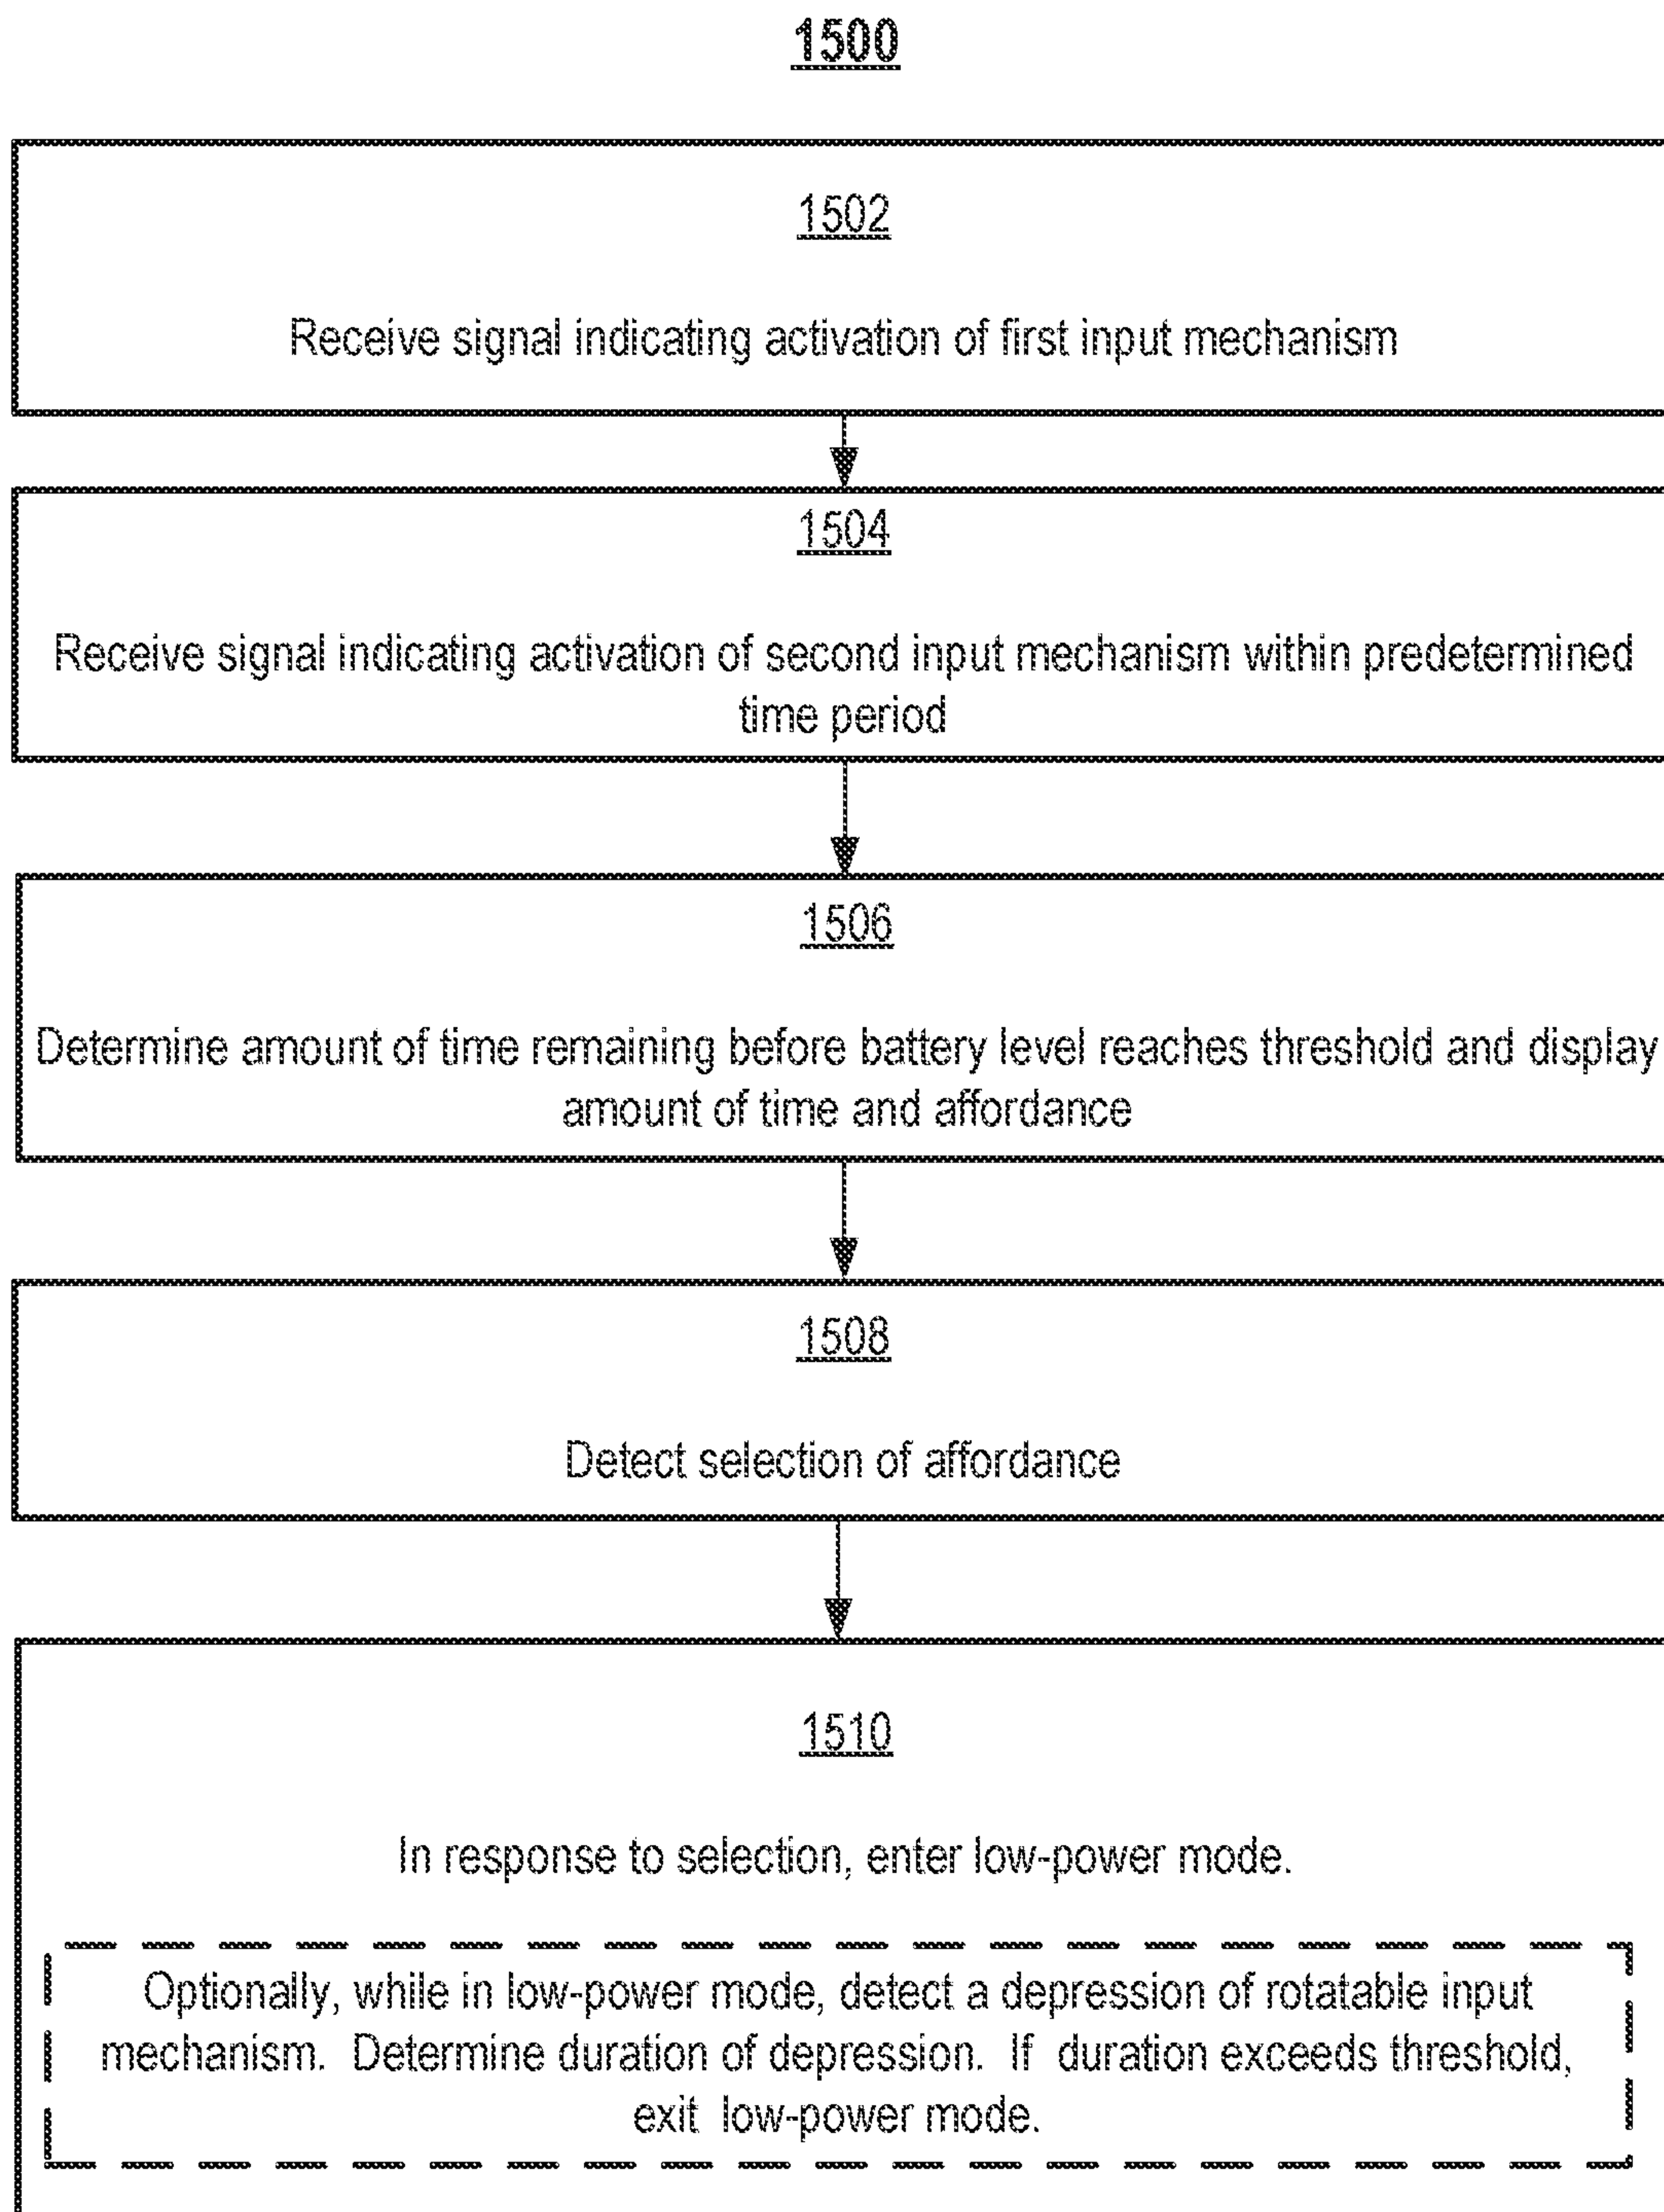 1500
1502
Receive signal indicating activation of first input mechanism
1504
Receive signal indicating activation of second input mechanism within predetermined
time period
1506
Determine amount of time remaining before battery level reaches threshold and display
amount of time and affordance
1508
Detect selection of affordance
1510
In response to selection, enter low-power mode.
Optionally, while in low-power mode, detect a depression of rotatable input
mechanism. Determine duration of depression. If duration exceeds threshold,
exit low-power mode.